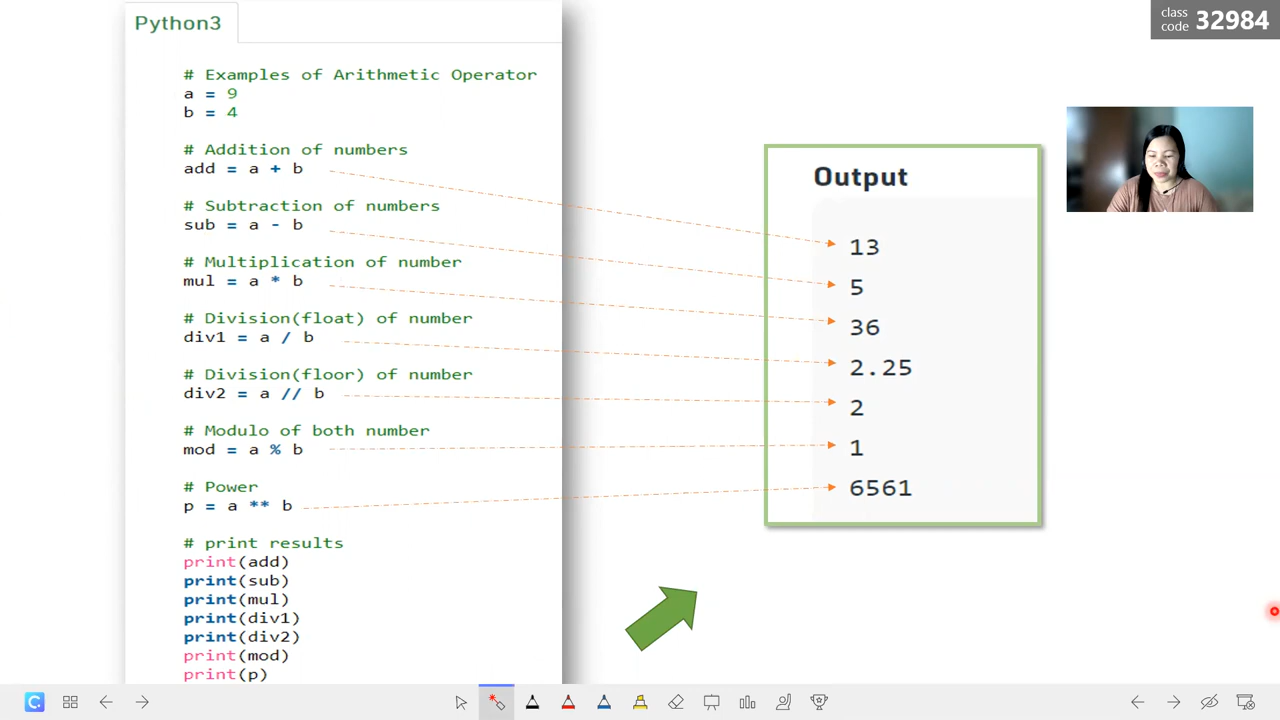 class
code 32984
Python3
# Examples of Arithmetic Operator
a = 9
b = 4
# Addition of numbers
add = a + b
# Subtraction of numbers
sub = a - b
# Multiplication of number
mul = a * b
# Division(float) of number
div1 = a / b
# Division(floor) of number
div2 = a // b
# Modulo of both number
mod = a % b
# Power
p = a ** b
# print results
print(add)
print(sub)
print(mul)
print(div1)
print(div2)
print(mod)
print(p)
Output
13
5
36
2.25
2
1
6561